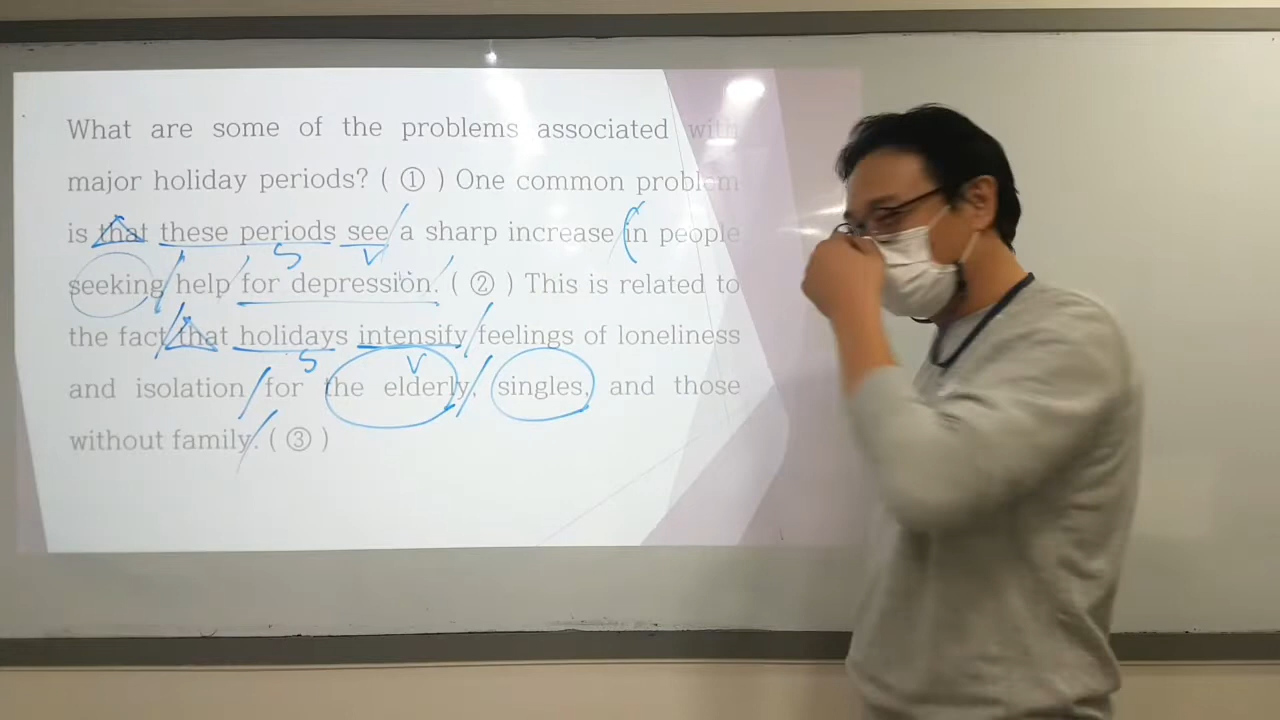 What are some of the problems associated with
major holiday periods? ( ① ) One common problem
is that these periods see a sharp increase in people
S V
seeking help for depression. ( ② ) This is related to
the fact that holidays intensify feelings of loneliness
S V
and isolation for the elderly, singles, and those
without family. ( ③ )